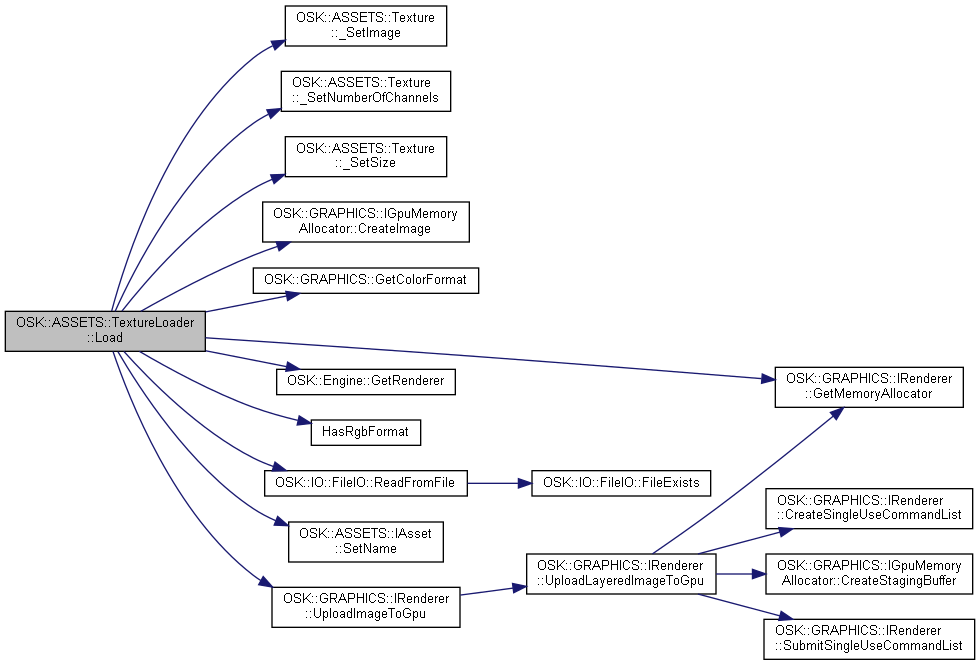 OSK::ASSETS::Texture
::_SetImage
OSK::ASSETS::Texture
::_SetNumberOfChannels
OSK::ASSETS::Texture
::_SetSize
OSK::GRAPHICS::IGpuMemory
Allocator::CreateImage
OSK::GRAPHICS::GetColorFormat
OSK::ASSETS::TextureLoader
::Load
OSK::Engine::GetRenderer
OSK::GRAPHICS::IRenderer
::GetMemoryAllocator
HasRgbFormat
OSK::IO::FileIO::ReadFromFile
OSK::IO::FileIO::FileExists
OSK::GRAPHICS::IRenderer
::CreateSingleUseCommandList
OSK::ASSETS::IAsset
::SetName
OSK::GRAPHICS::IRenderer
::UploadLayeredImageToGpu
OSK::GRAPHICS::IGpuMemory
Allocator::CreateStagingBuffer
OSK::GRAPHICS::IRenderer
::UploadImageToGpu
OSK::GRAPHICS::IRenderer
::SubmitSingleUseCommandList